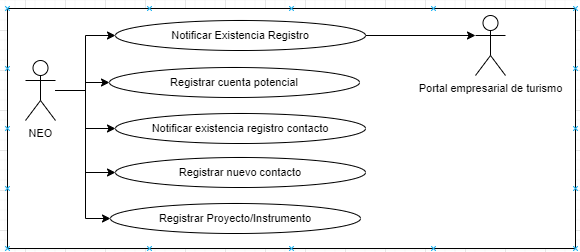 Notificar Existencia Registro
Registrar cuenta potencial
Portal empresarial de turismo
NEO
Notificar existencia registro contacto
Registrar nuevo contacto
Registrar Proyecto/Instrumento